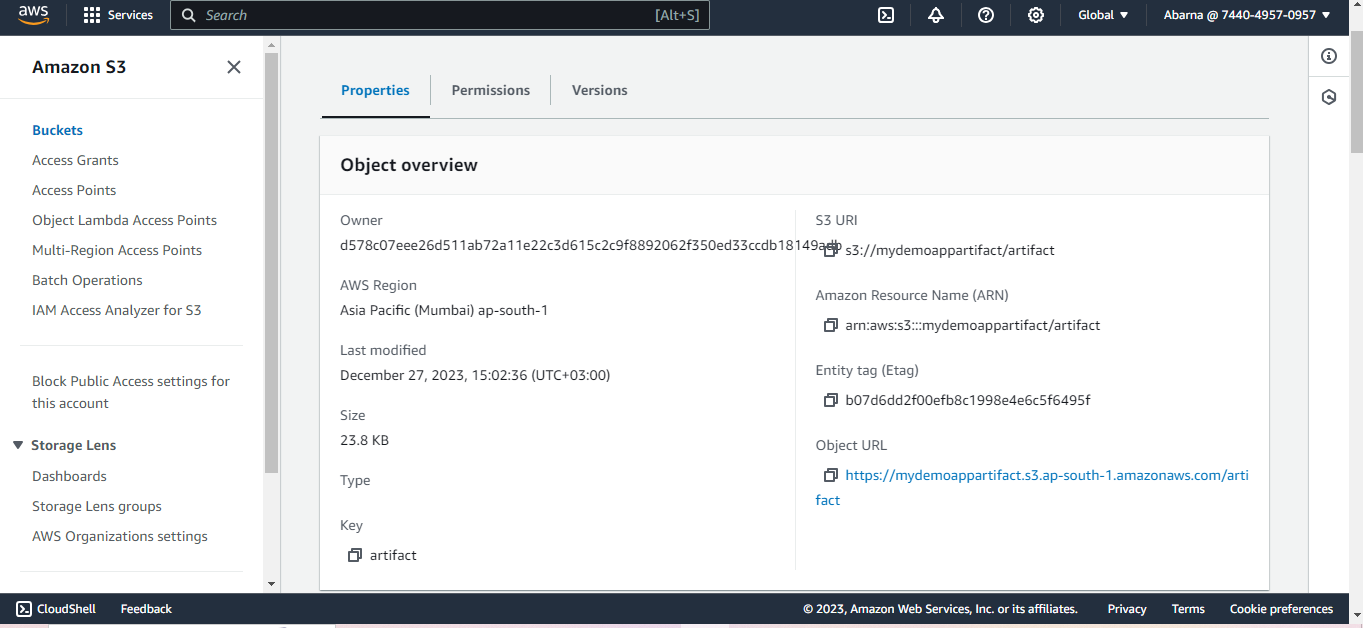 aws
Services
Search
[Alt+S]
Global
Abarna @ 7440-4957-0957
Amazon S3
Buckets
Access Grants
Access Points
Object Lambda Access Points
Multi-Region Access Points
Batch Operations
IAM Access Analyzer for S3
Block Public Access settings for
this account
Storage Lens
Dashboards
Storage Lens groups
AWS Organizations settings
Properties
Permissions
Versions
Object overview
Owner
d578c07eee26d511ab72a11e22c3d615c2c9f8892062f350ed33ccdb18149adb
AWS Region
Asia Pacific (Mumbai) ap-south-1
Last modified
December 27, 2023, 15:02:36 (UTC+03:00)
Size
23.8 KB
Type
Key
artifact
S3 URI
s3://mydemoappartifact/artifact
Amazon Resource Name (ARN)
arn:aws:s3:::mydemoappartifact/artifact
Entity tag (Etag)
b07d6dd2f00efb8c1998e4e6c5f6495f
Object URL
https://mydemoappartifact.s3.ap-south-1.amazonaws.com/arti
fact
CloudShell
Feedback
© 2023, Amazon Web Services, Inc. or its affiliates.
Privacy
Terms
Cookie preferences